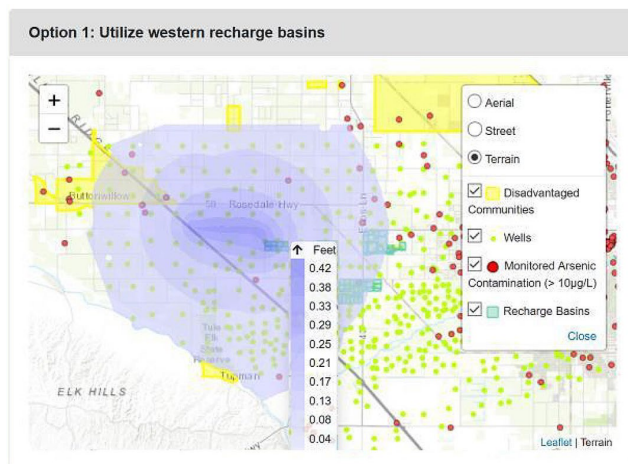 Option 1: Utilize western recharge basins
+
−
Aerial
Street
Terrain
Disadvantaged
Communities
Wells
Monitored Arsenic
Contamination (> 10µg/L)
Recharge Basins
Close
RIDGE
Buttonwillow
58 Rosedale Hwy
Feet
0.42
0.38
0.33
0.29
0.25
0.21
0.17
0.13
0.08
0.04
Tule
Elk
State
Reserve
Tupman
ELK HILLS
Leaflet | Terrain